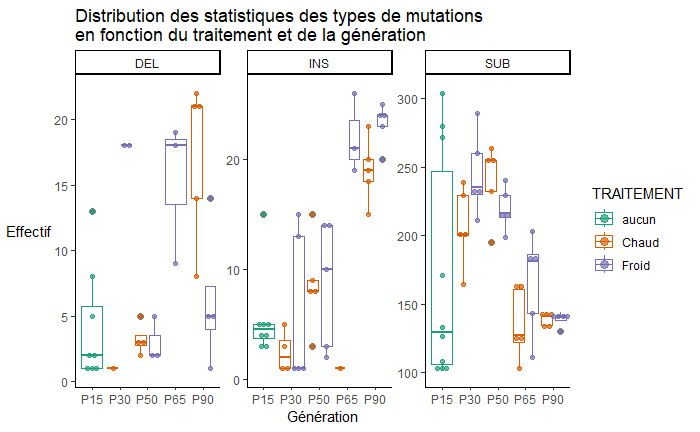 Distribution des statistiques des types de mutations
en fonction du traitement et de la génération
DEL
INS
SUB
20
15
10
5
0
20
10
0
300
250
200
150
100
Effectif
P15 P30 P50 P65 P90
P15 P30 P50 P65 P90
P15 P30 P50 P65 P90
Génération
TRAITEMENT
aucun
Chaud
Froid